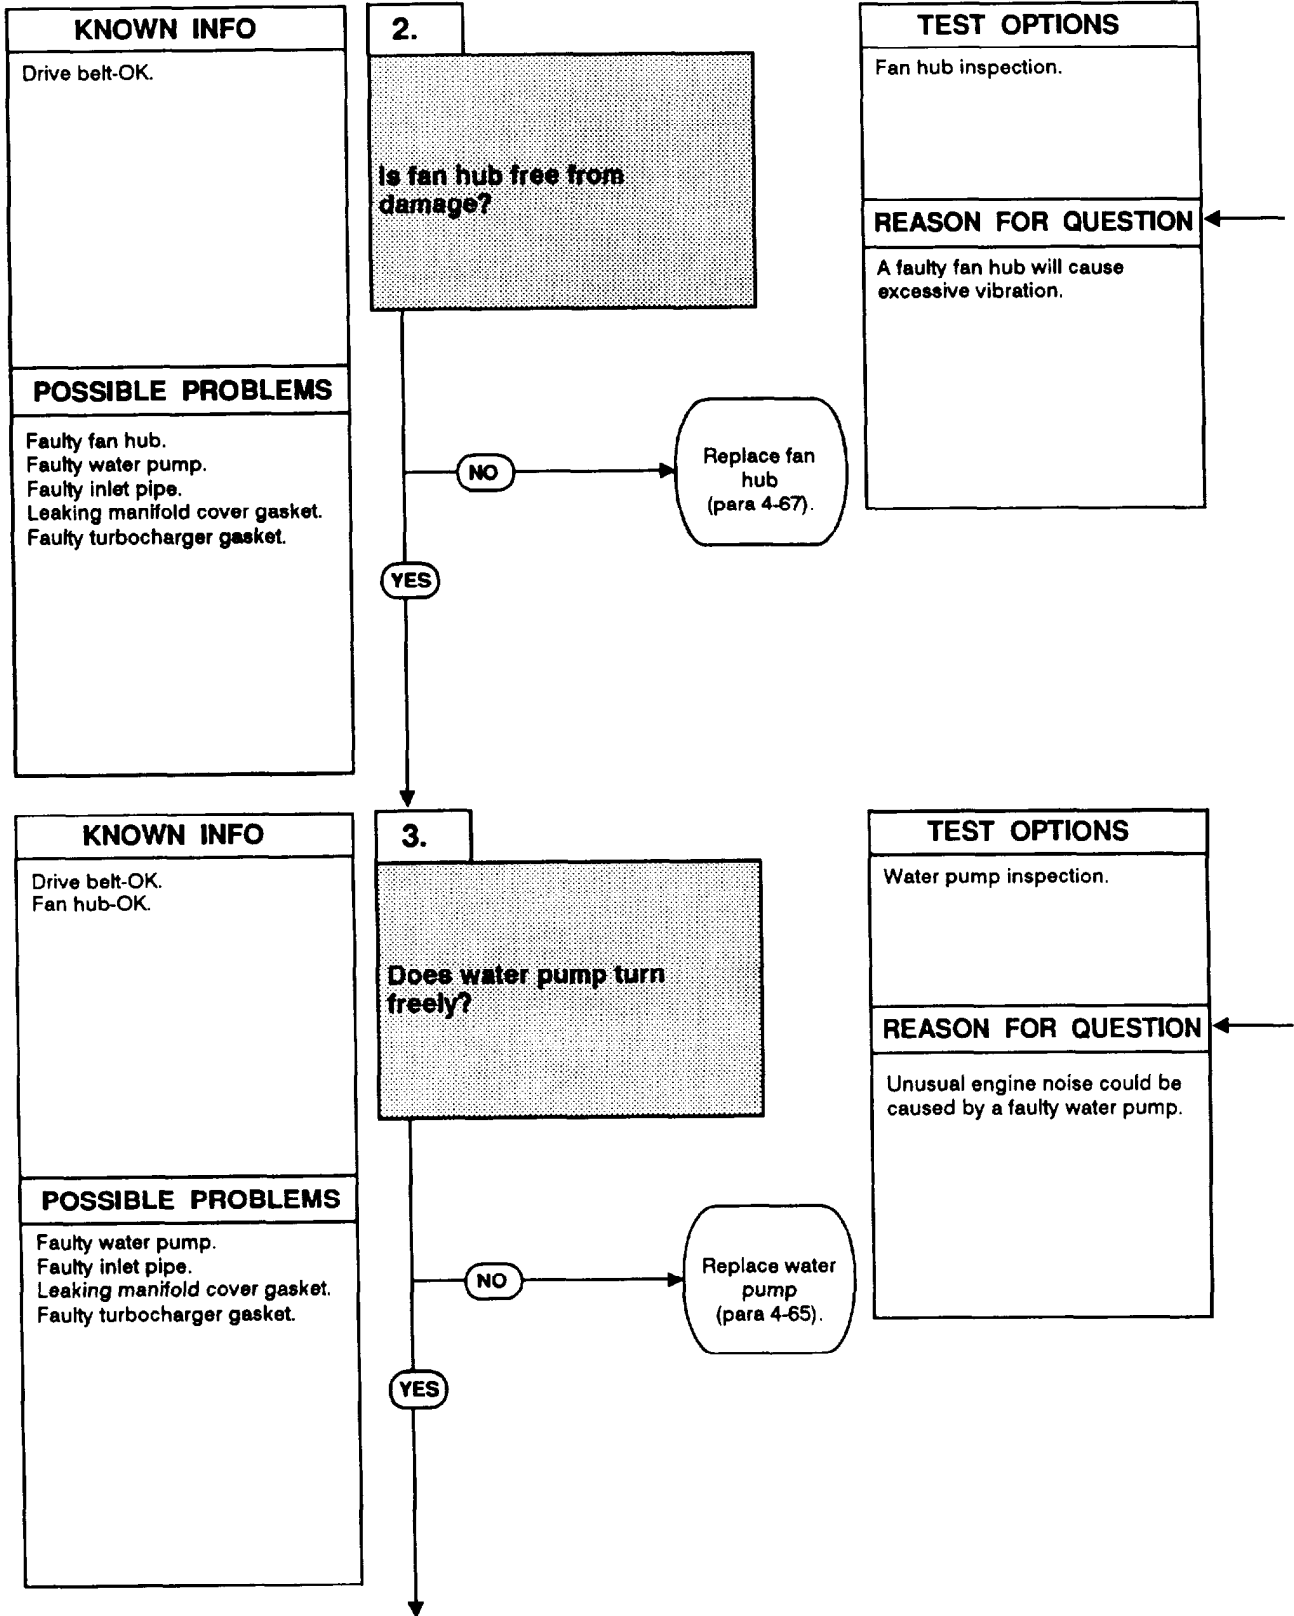 KNOWN INFO
Drive belt-OK.
POSSIBLE PROBLEMS
Faulty fan hub.
Faulty water pump.
Faulty inlet pipe.
Leaking manifold cover gasket.
Faulty turbocharger gasket.
2.
Is fan hub free from
damage?
NO
Replace fan
hub
(para 4-67).
YES
TEST OPTIONS
Fan hub inspection.
REASON FOR QUESTION
A faulty fan hub will cause
excessive vibration.
KNOWN INFO
Drive belt-OK.
Fan hub-OK.
POSSIBLE PROBLEMS
Faulty water pump.
Faulty inlet pipe.
Leaking manifold cover gasket.
Faulty turbocharger gasket.
3.
Does water pump turn
freely?
NO
Replace water
pump
(para 4-65).
YES
TEST OPTIONS
Water pump inspection.
REASON FOR QUESTION
Unusual engine noise could be
caused by a faulty water pump.